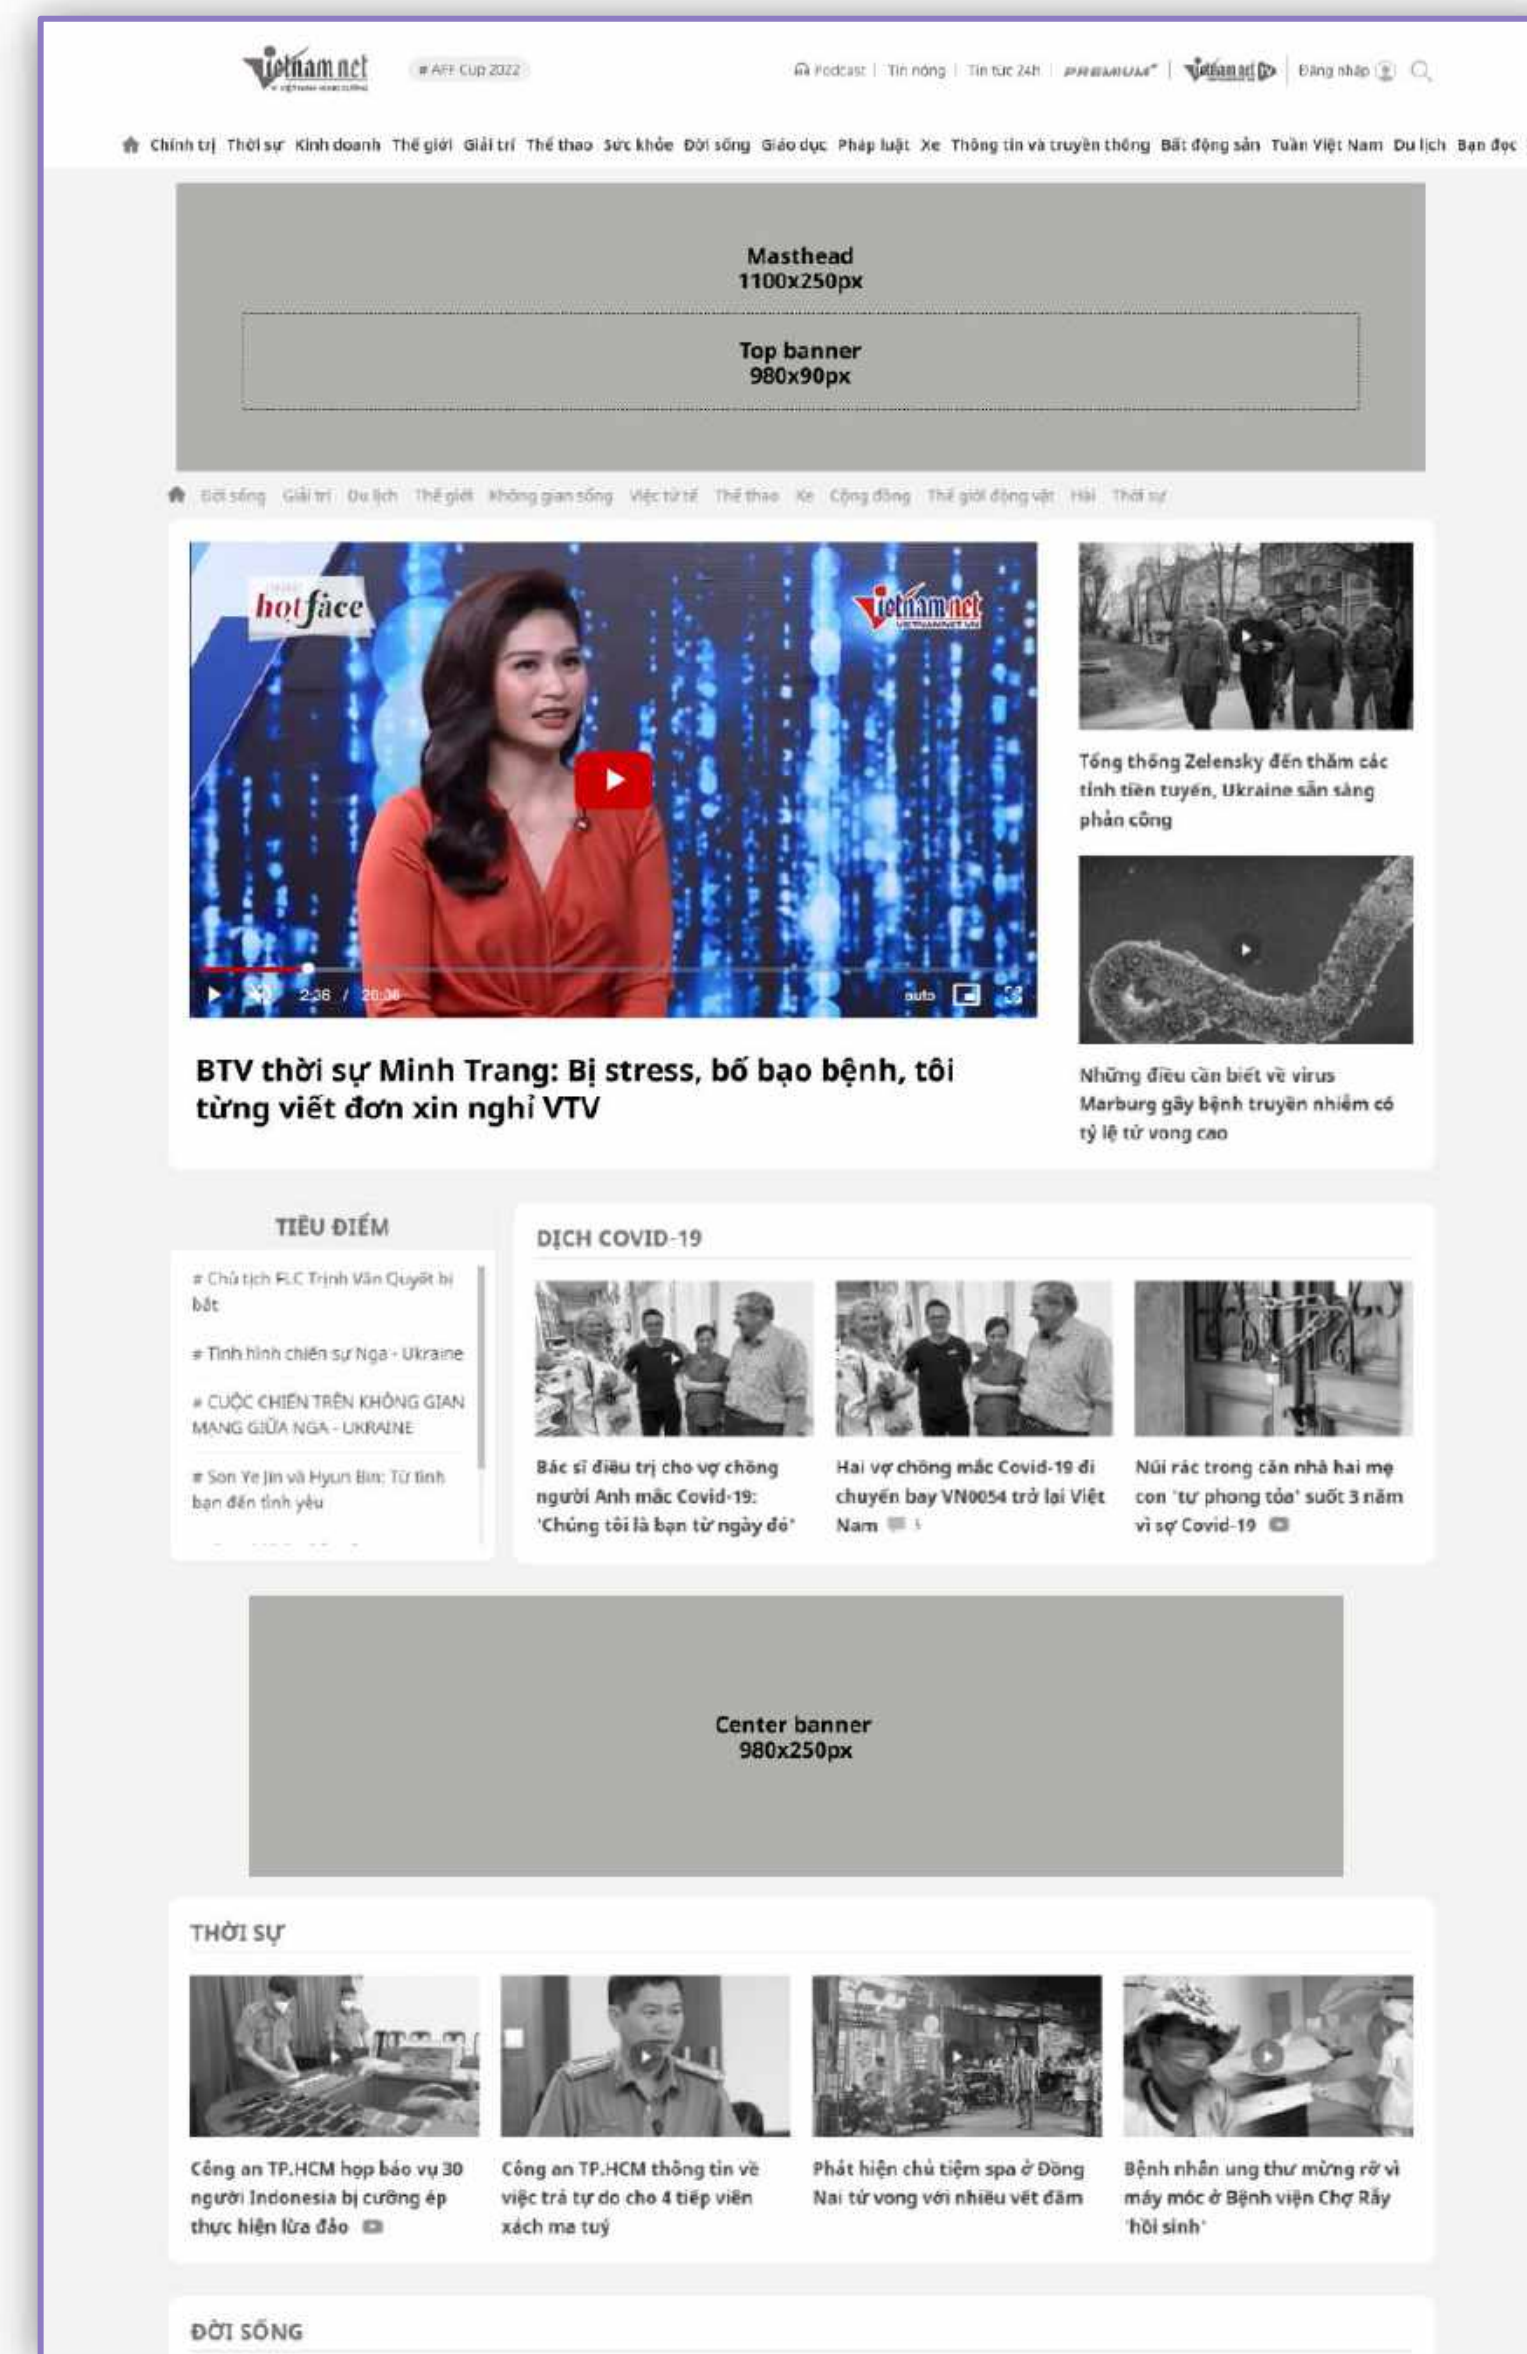 vietnamnet
# AFF Cup 2022
Podcast | Tin nóng | Tin tức 24h | PREMIUM+ | vietnamnet | Đăng nhập
Chính trị Thời sự Kinh doanh Thế giới Giải trí Thể thao Sức khỏe Đời sống Giáo dục Pháp luật Xe Thông tin và truyền thông Bất động sản Tuần Việt Nam Du lịch Bạn đọc
Masthead
1100x250px
Top banner
980x90px
Đời sống Giải trí Du lịch Thế giới Không gian sống Việc tử tế Thể thao Xe Cộng đồng Thế giới động vật Hài Thời sự
hotface
vietnamnet
VIETNAMNET.VN
2:36 / 20:36
auto
BTV thời sự Minh Trang: Bị stress, bố bạo bệnh, tôi
từng viết đơn xin nghỉ VTV
Tổng thống Zelensky đến thăm các
tỉnh tiền tuyến, Ukraine sẵn sàng
phản công
Những điều cần biết về virus
Marburg gây bệnh truyền nhiễm có
tỷ lệ tử vong cao
TIÊU ĐIỂM
# Chủ tịch FLC Trịnh Văn Quyết bị
bắt
# Tình hình chiến sự Nga - Ukraine
# CUỘC CHIẾN TRÊN KHÔNG GIAN
MẠNG GIỮA NGA - UKRAINE
# Son Ye Jin và Hyun Bin: Từ tình
bạn đến tình yêu
DỊCH COVID-19
Bác sĩ điều trị cho vợ chồng
người Anh mắc Covid-19:
'Chúng tôi là bạn từ ngày đó'
Hai vợ chồng mắc Covid-19 đi
chuyến bay VN0054 trở lại Việt
Nam
Núi rác trong căn nhà hai mẹ
con 'tự phong tỏa' suốt 3 năm
vì sợ Covid-19
Center banner
980x250px
THỜI SỰ
Công an TP.HCM họp báo vụ 30
người Indonesia bị cưỡng ép
thực hiện lừa đảo
Công an TP.HCM thông tin về
việc trả tự do cho 4 tiếp viên
xách ma tuý
Phát hiện chủ tiệm spa ở Đồng
Nai tử vong với nhiều vết đâm
Bệnh nhân ung thư mừng rỡ vì
máy móc ở Bệnh viện Chợ Rẫy
'hồi sinh'
ĐỜI SỐNG